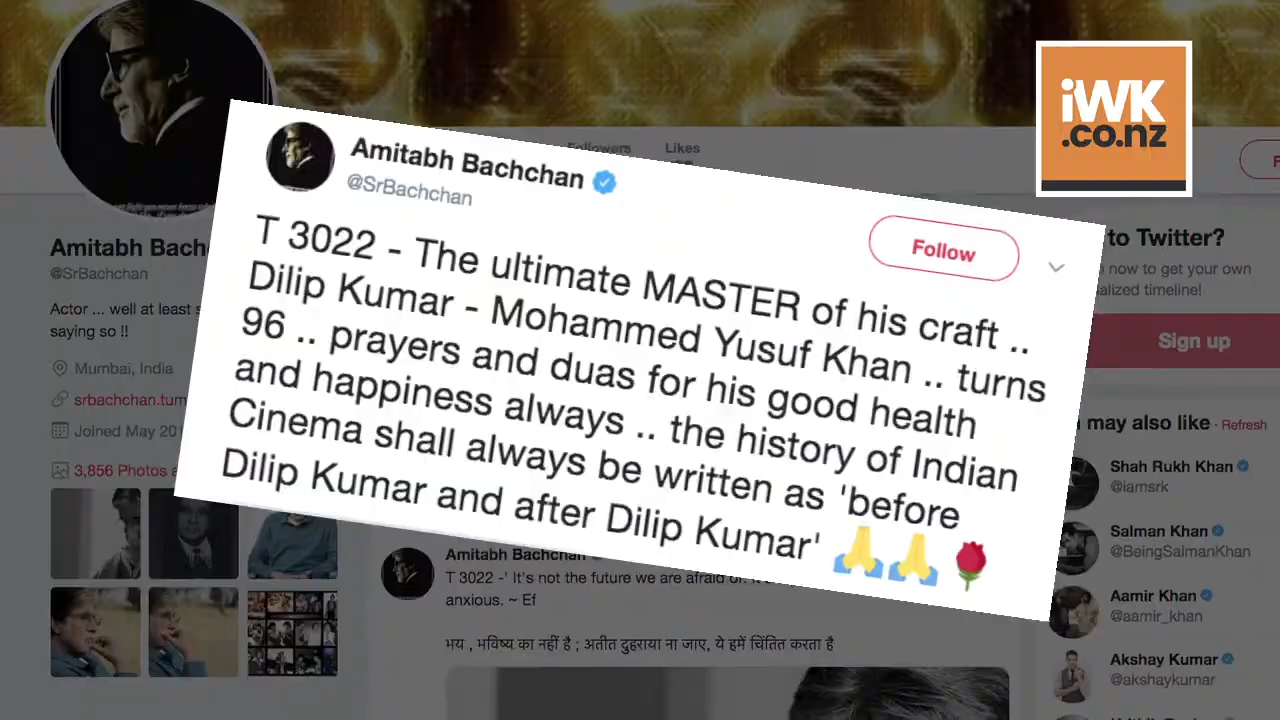 iWK
.co.nz
Followers
Likes
Amitabh Bachchan
@SrBachchan
Follow
T 3022 - The ultimate MASTER of his craft ..
Dilip Kumar - Mohammed Yusuf Khan .. turns
96 .. prayers and duas for his good health
and happiness always .. the history of Indian
Cinema shall always be written as 'before
Dilip Kumar and after Dilip Kumar' 🙏🙏🌹
Amitabh Bach
@SrBachchan
Actor ... well at least
saying so !!
Mumbai, India
srbachchan.tum
Joined May 20
3,856 Photos
Amitabh Bachchan
T 3022 -' It's not the future we are afraid of.
anxious. ~ Ef
भय , भविष्य का नहीं है ; अतीत दुहराया ना जाए, ये हमें चिंतित करता है
to Twitter?
now to get your own
alized timeline!
Sign up
may also like · Refresh
Shah Rukh Khan
@iamsrk
Salman Khan
@BeingSalmanKhan
Aamir Khan
@aamir_khan
Akshay Kumar
@akshaykumar